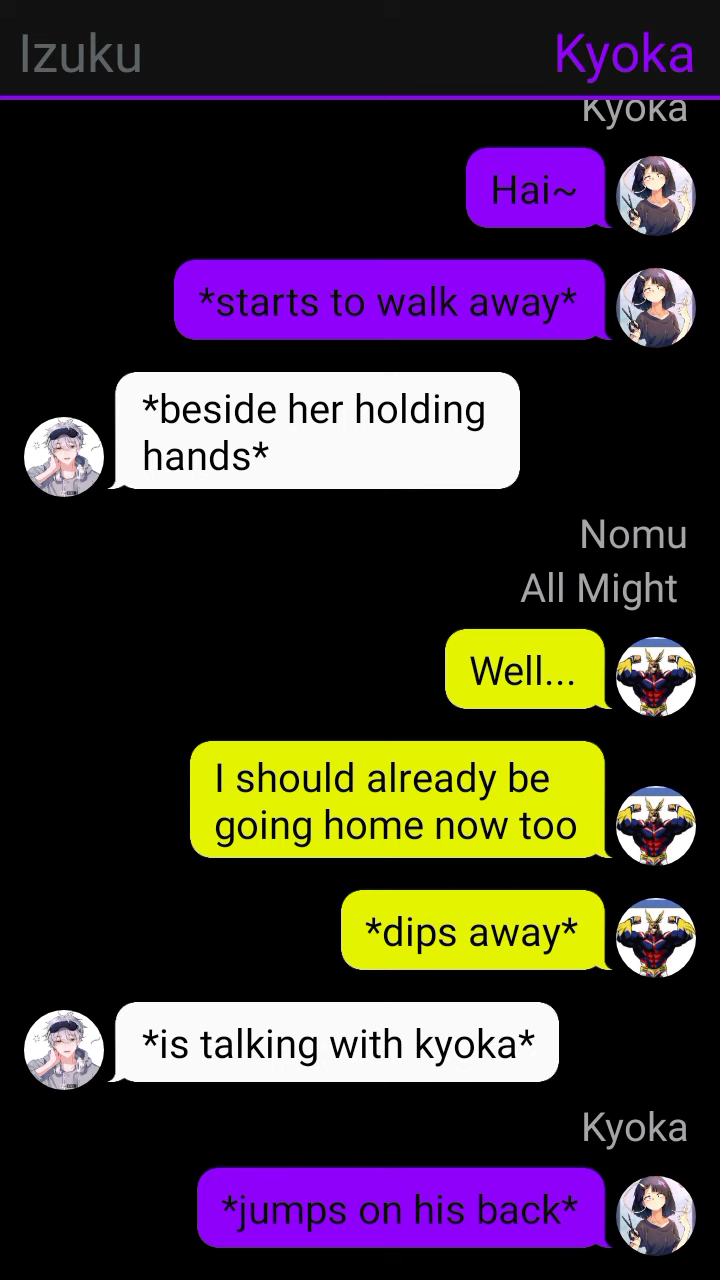 Izuku
Kyoka
Kyoka
Hai~
*starts to walk away*
*beside her holding
hands*
Nomu
All Might
Well...
I should already be
going home now too
*dips away*
*is talking with kyoka*
Kyoka
*jumps on his back*